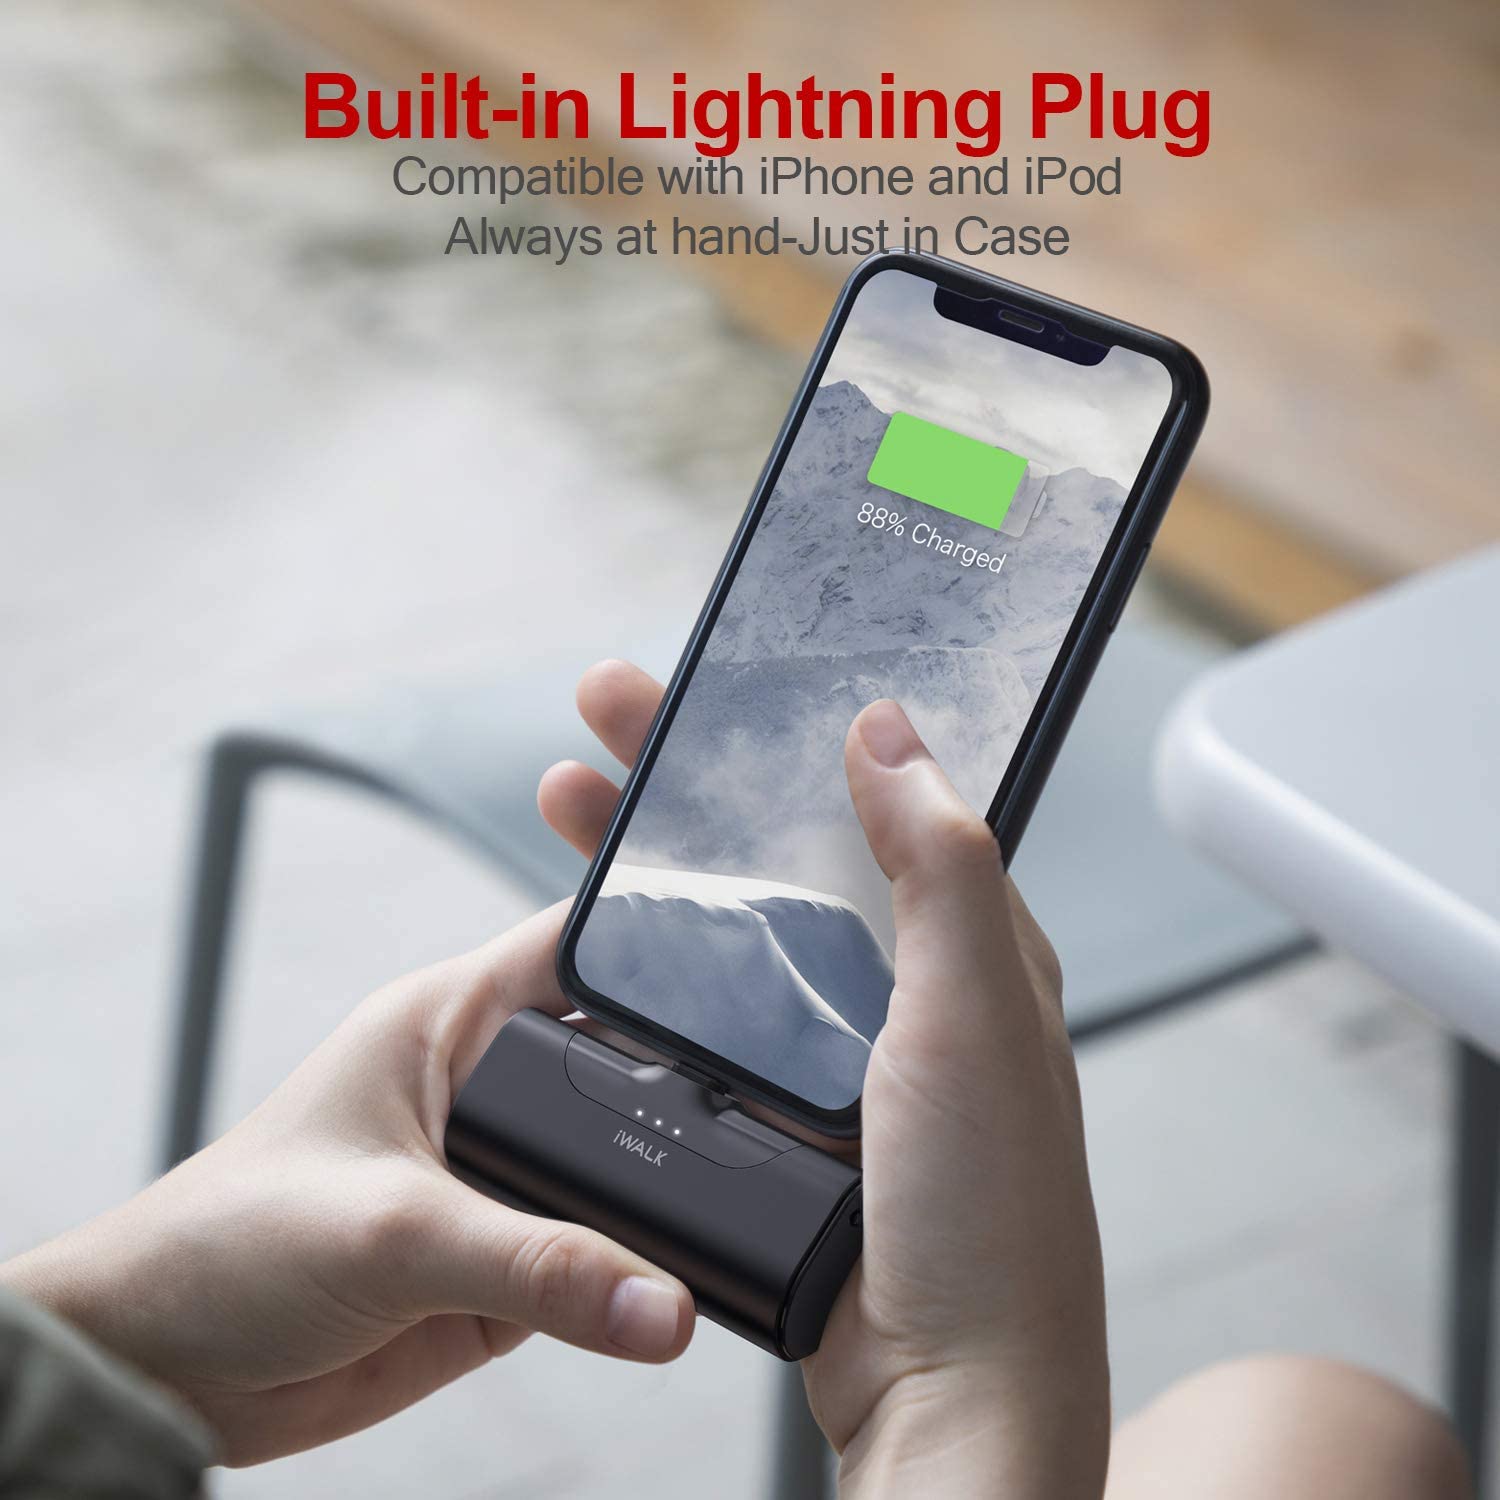 Built-in Lightning Plug
Compatible with iPhone and iPod
Always at hand-Just in Case
88% Charged
iWALK